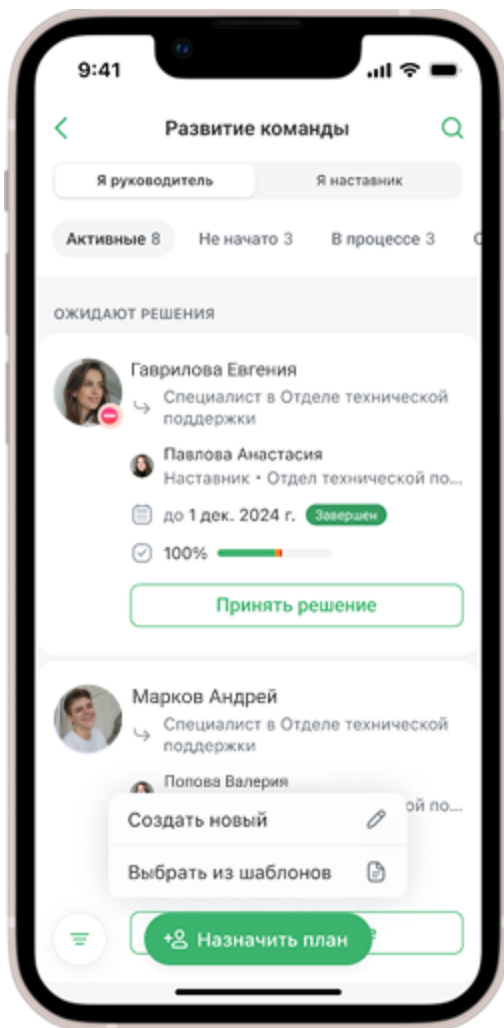 9:41
Развитие команды
Я руководитель
Я наставник
Активные 8
Не начато 3
В процессе 3
ОЖИДАЮТ РЕШЕНИЯ
Гаврилова Евгения
Специалист в Отделе технической
поддержки
Павлова Анастасия
Наставник • Отдел технической по...
до 1 дек. 2024 г. Завершен
100%
Принять решение
Марков Андрей
Специалист в Отделе технической
поддержки
Попова Валерия
ой по...
Создать новый
Выбрать из шаблонов
Назначить план